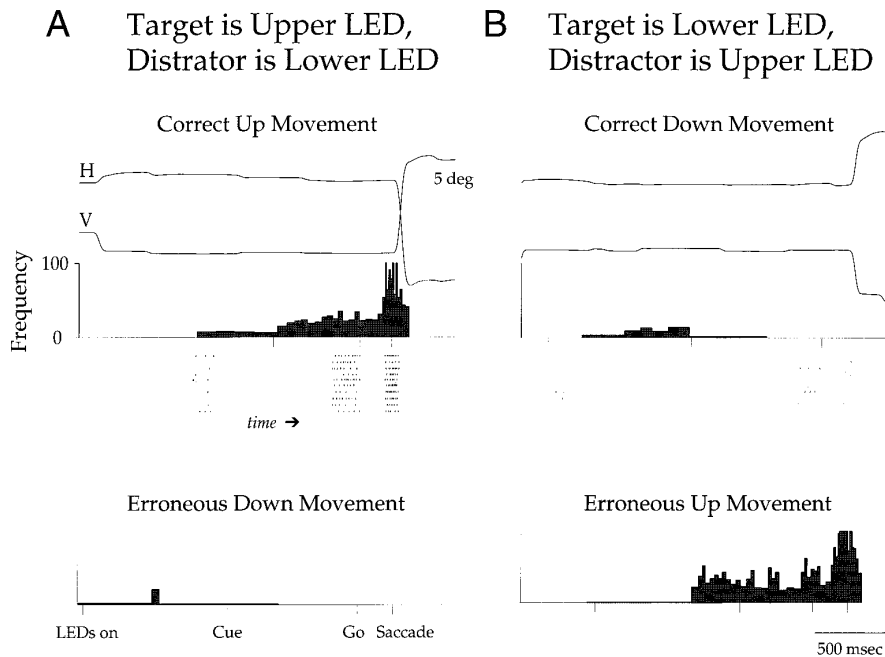 A
Target is Upper LED,
Distrator is Lower LED
B
Target is Lower LED,
Distractor is Upper LED
Correct Up Movement
Correct Down Movement
H
5 deg
V
100
Frequency
0
time →
Erroneous Down Movement
Erroneous Up Movement
LEDs on
Cue
Go
Saccade
500 msec